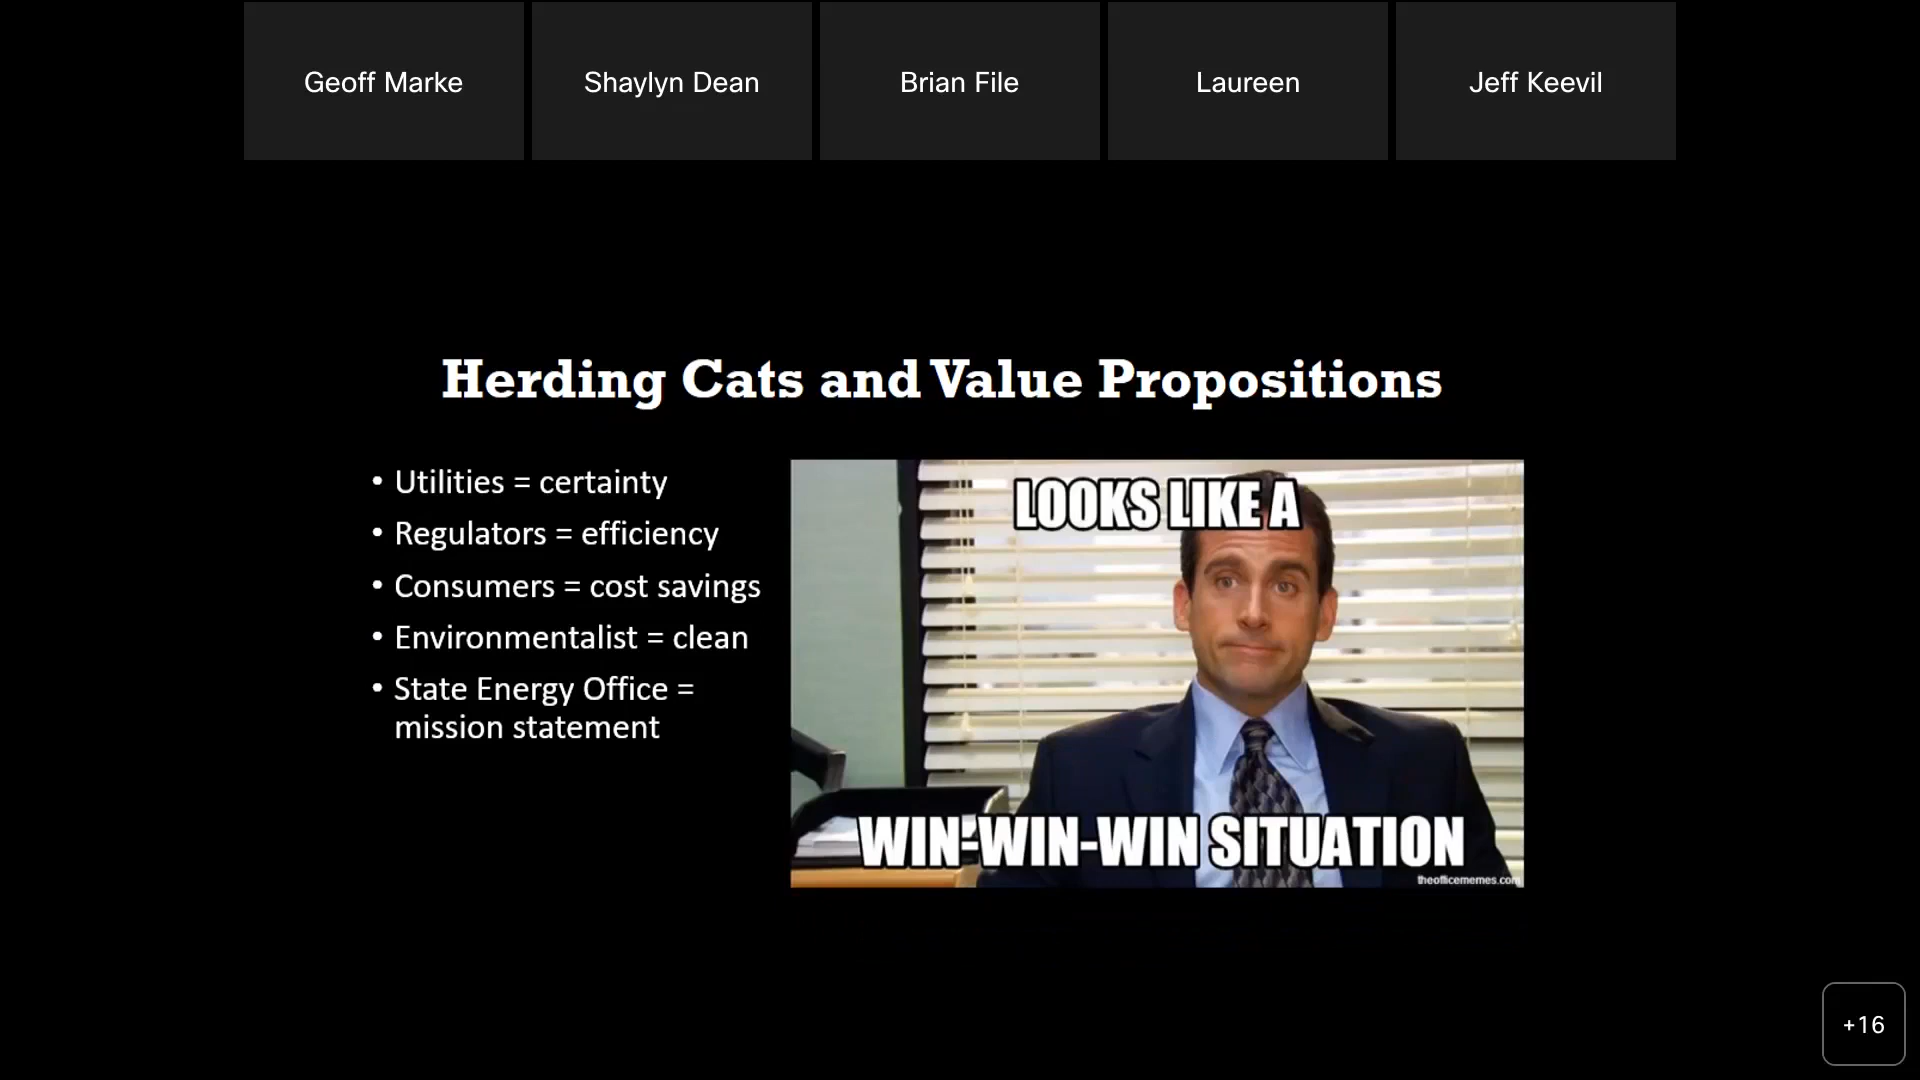 Geoff Marke
Shaylyn Dean
Brian File
Laureen
Jeff Keevil
Herding Cats and Value Propositions
• Utilities = certainty
• Regulators = efficiency
• Consumers = cost savings
• Environmentalist = clean
• State Energy Office =
mission statement
LOOKS LIKE A
WIN-WIN-WIN SITUATION
theofficememes.com
+16